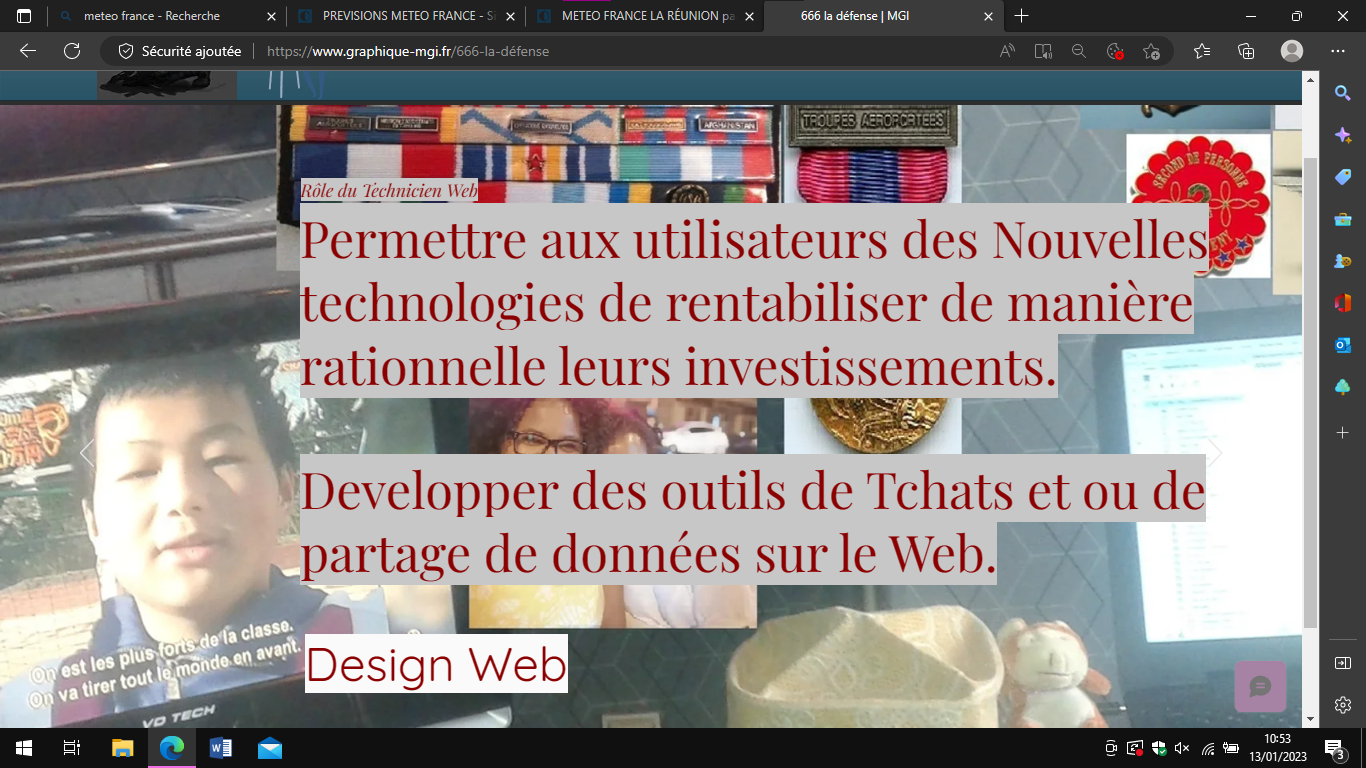 meteo france - Recherche
PREVISIONS METEO FRANCE - Si
METEO FRANCE LA RÉUNION pa
666 la défense | MGI
Sécurité ajoutée
https://www.graphique-mgi.fr/666-la-défense
AFGHANISTAN
TROUPES AEROPORTEES
SECOND DE PERSONNE
Rôle du Technicien Web
Permettre aux utilisateurs des Nouvelles
technologies de rentabiliser de manière
rationnelle leurs investissements.
Developper des outils de Tchats et ou de
partage de données sur le Web.
On est les plus forts de la classe.
On va tirer tout le monde en avant.
Design Web
VD TECH
10:53
13/01/2023
3